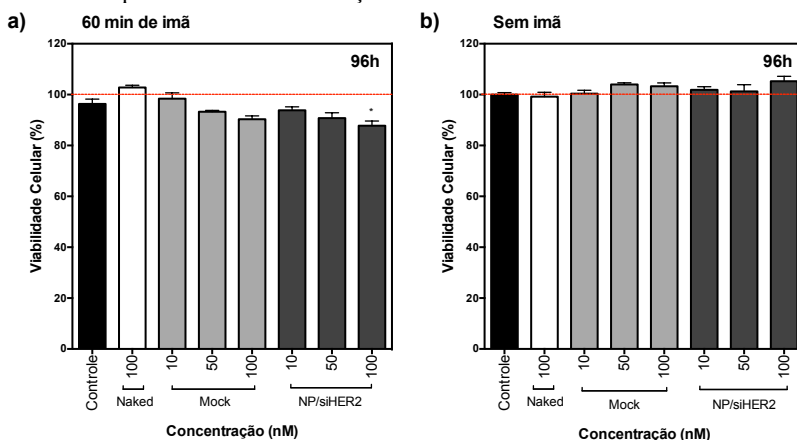 a)
60 min de imã
96h
Viabilidade Celular (%)
120
100
80
60
40
20
0
*
Controle
100
10
50
100
10
50
100
Naked
Mock
NP/siHER2
Concentração (nM)
b)
Sem imã
96h
Viabilidade Celular (%)
120
100
80
60
40
20
0
Controle
100
10
50
100
10
50
100
Naked
Mock
NP/siHER2
Concentração (nM)